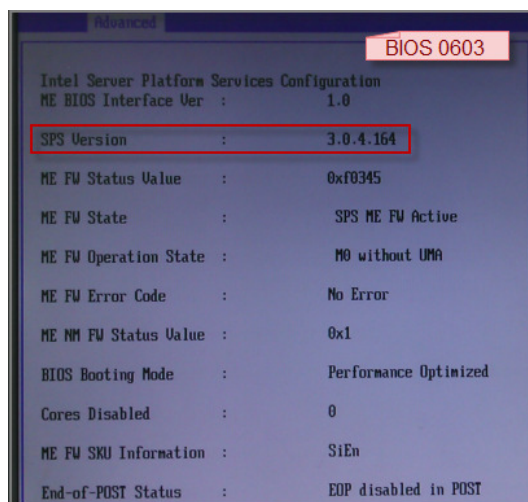 Advanced
BIOS 0603
Intel Server Platform Services Configuration
ME BIOS Interface Ver : 1.0
SPS Version : 3.0.4.164
ME FW Status Value : 0xf0345
ME FW State : SPS ME FW Active
ME FW Operation State : M0 without UMA
ME FW Error Code : No Error
ME NM FW Status Value : 0x1
BIOS Booting Mode : Performance Optimized
Cores Disabled : 0
ME FW SKU Information : SiEn
End-of-POST Status : EOP disabled in POST